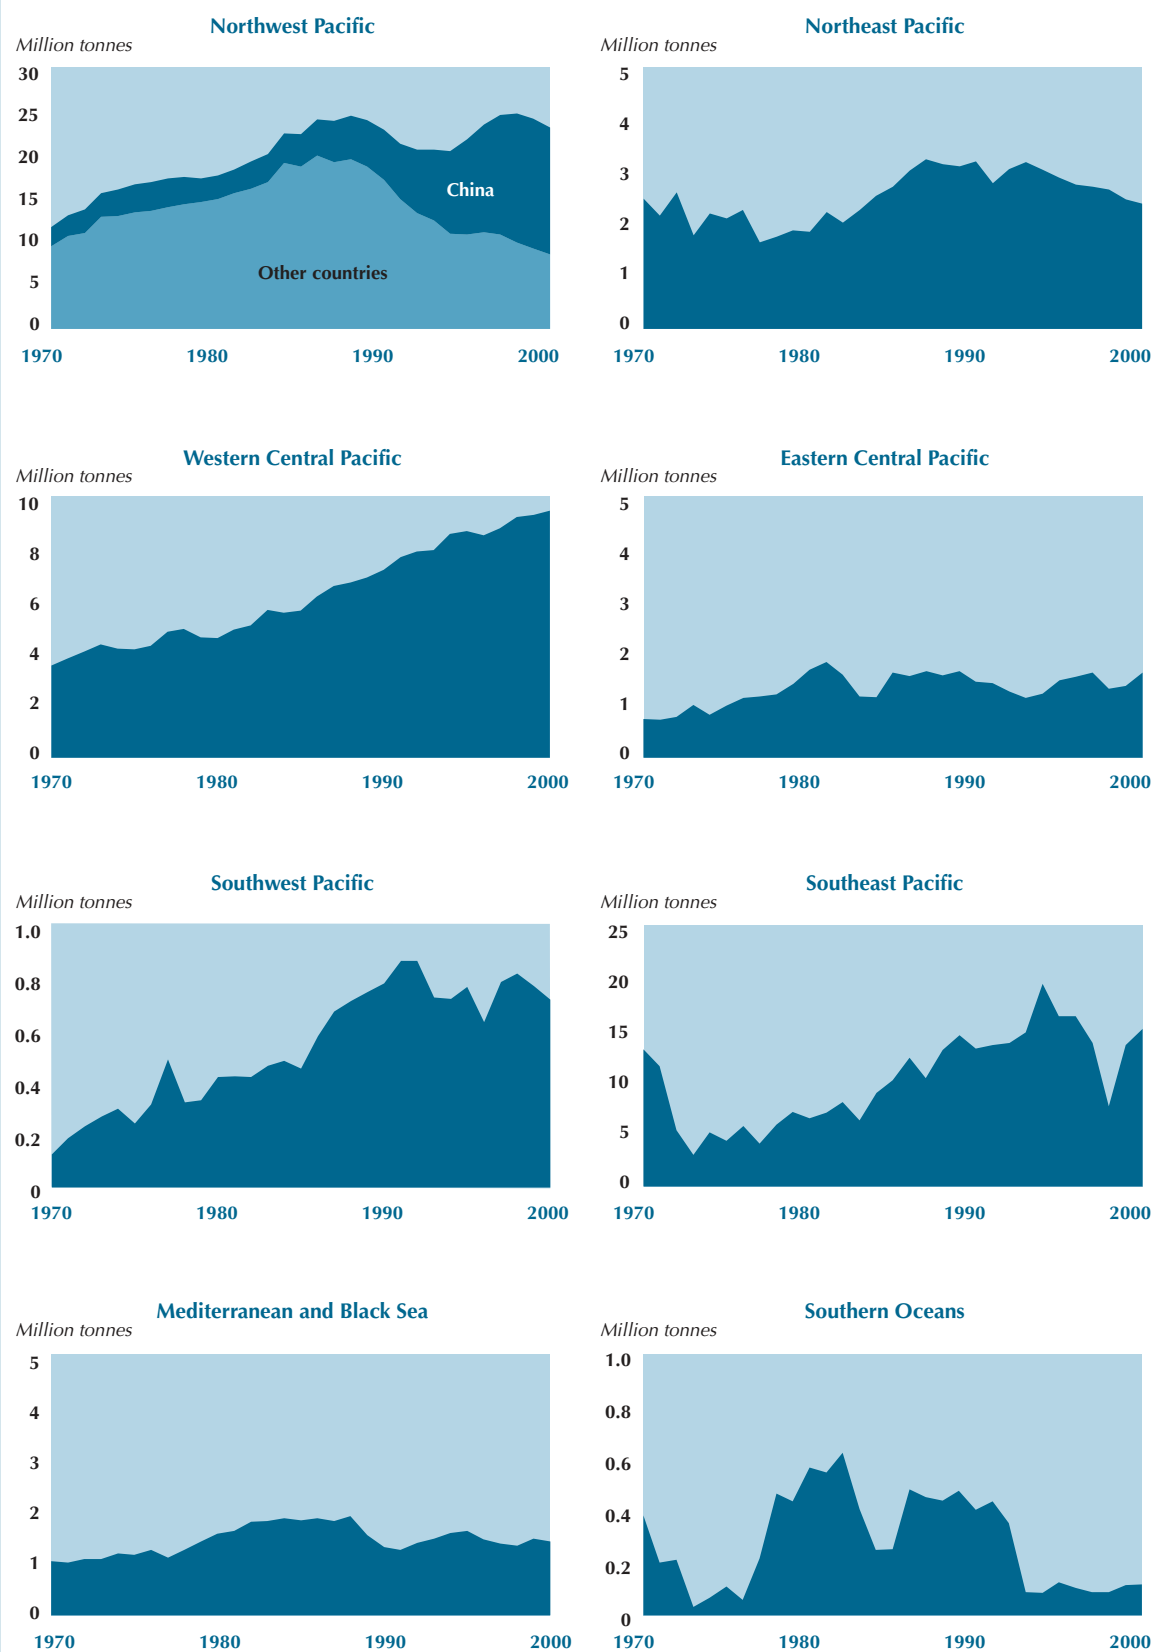 Northwest Pacific
Million tonnes
30
25
20
15
10
5
0
China
Other countries
1970 1980 1990 2000
Northeast Pacific
Million tonnes
5
4
3
2
1
0
1970 1980 1990 2000
Western Central Pacific
Million tonnes
10
8
6
4
2
0
1970 1980 1990 2000
Eastern Central Pacific
Million tonnes
5
4
3
2
1
0
1970 1980 1990 2000
Southwest Pacific
Million tonnes
1.0
0.8
0.6
0.4
0.2
0
1970 1980 1990 2000
Southeast Pacific
Million tonnes
25
20
15
10
5
0
1970 1980 1990 2000
Mediterranean and Black Sea
Million tonnes
5
4
3
2
1
0
1970 1980 1990 2000
Southern Oceans
Million tonnes
1.0
0.8
0.6
0.4
0.2
0
1970 1980 1990 2000